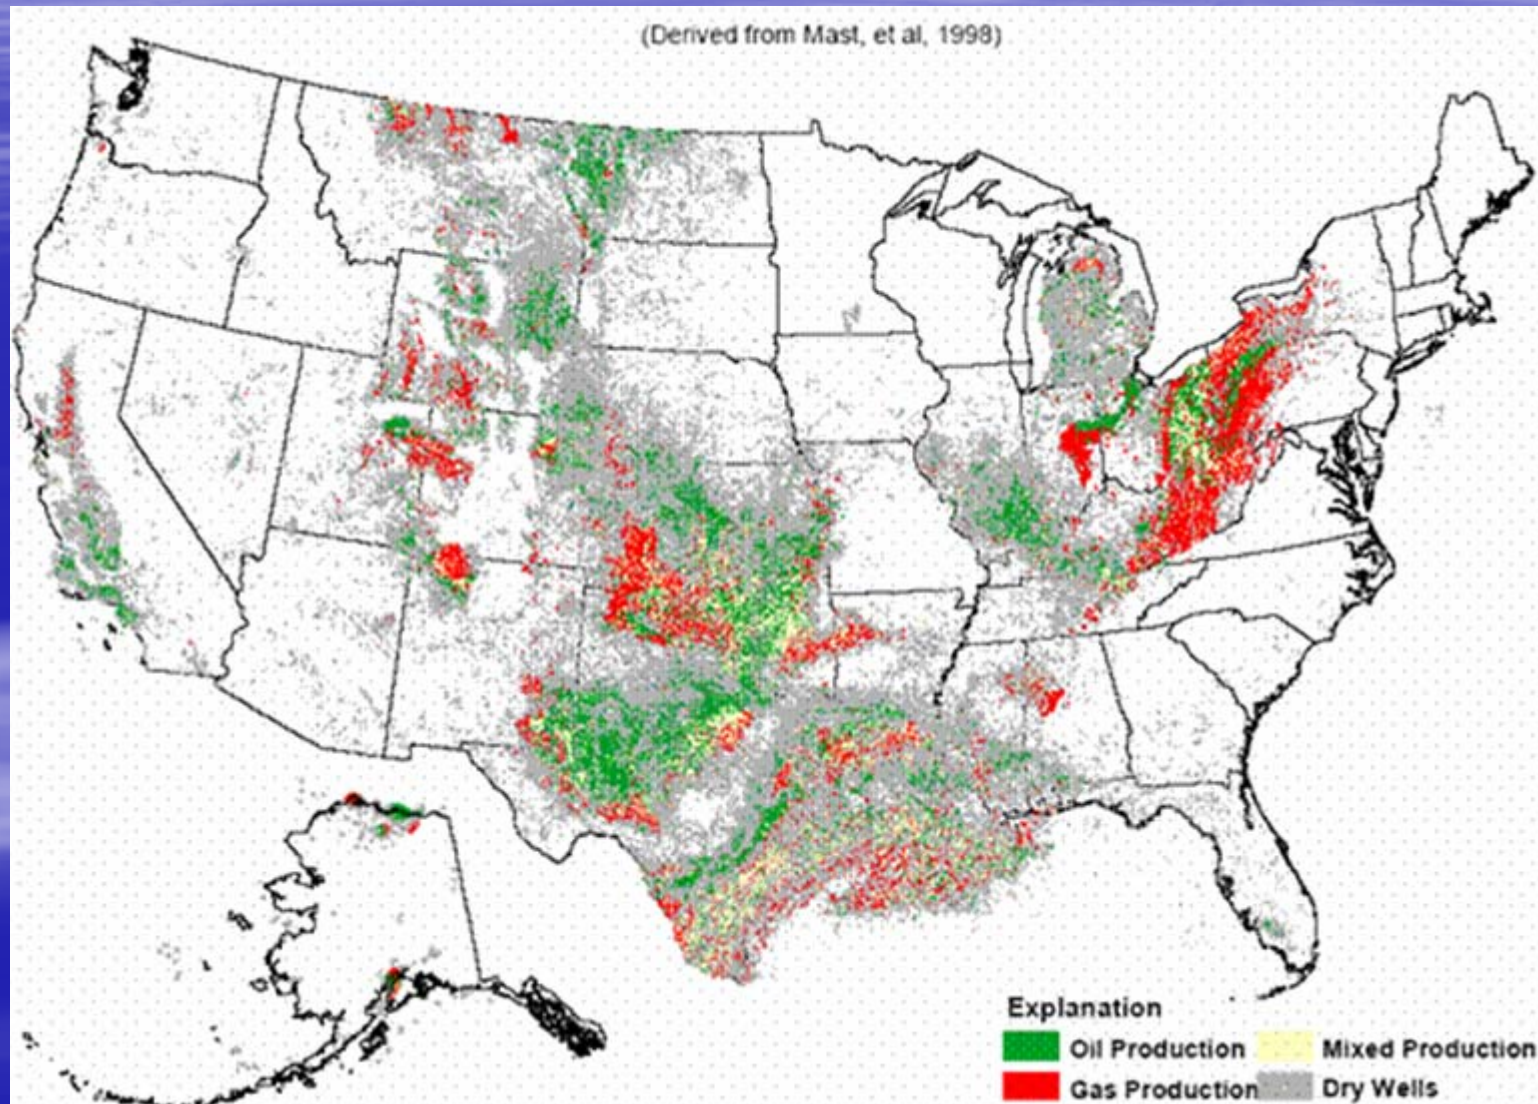 (Derived from Mast, et al, 1998)
Explanation
Oil Production
Mixed Production
Gas Production
Dry Wells